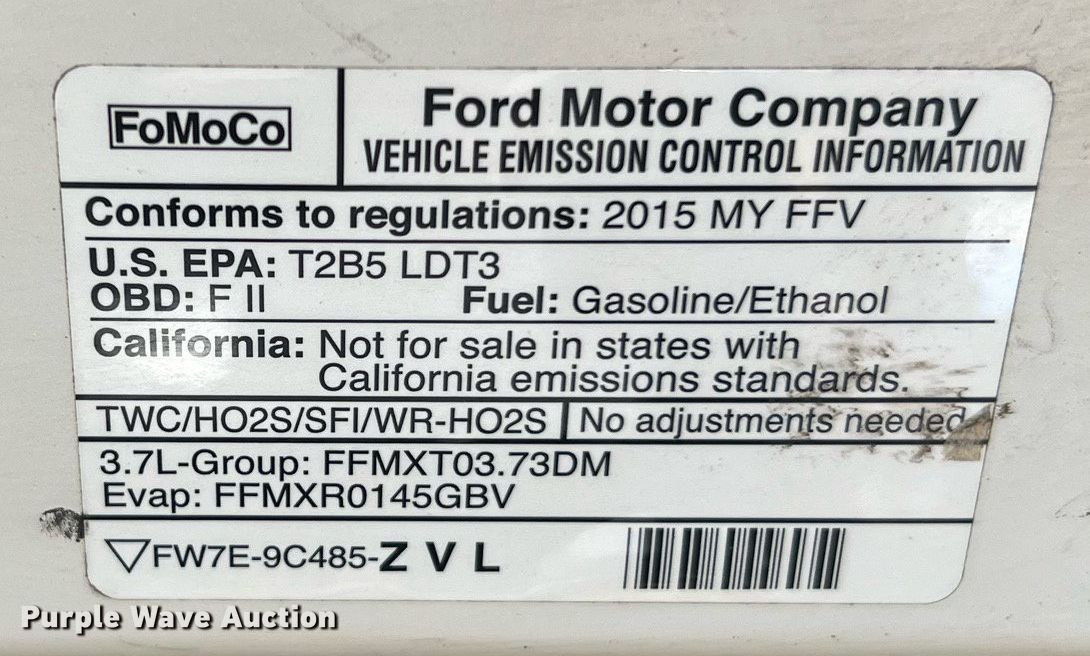 FoMoCo
Ford Motor Company
VEHICLE EMISSION CONTROL INFORMATION
Conforms to regulations: 2015 MY FFV
U.S. EPA: T2B5 LDT3
OBD: F II Fuel: Gasoline/Ethanol
California: Not for sale in states with
California emissions standards.
TWC/HO2S/SFI/WR-HO2S No adjustments needed
3.7L-Group: FFMXT03.73DM
Evap: FFMXR0145GBV
FW7E-9C485-Z V L
Purple Wave Auction